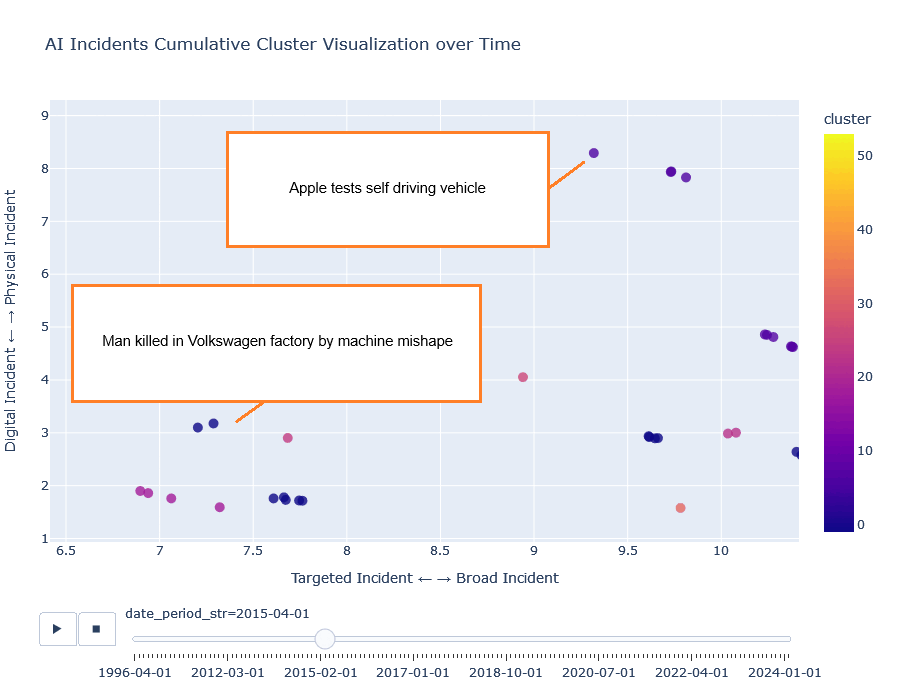 AI Incidents Cumulative Cluster Visualization over Time
cluster
Apple tests self driving vehicle
Man killed in Volkswagen factory by machine mishape
9
8
7
6
5
4
3
2
1
Digital Incident ← → Physical Incident
50
40
30
20
10
0
6.5 7 7.5 8 8.5 9 9.5 10
Targeted Incident ← → Broad Incident
date_period_str=2015-04-01
1996-04-01 2012-03-01 2015-02-01 2017-01-01 2018-10-01 2020-07-01 2022-04-01 2024-01-01